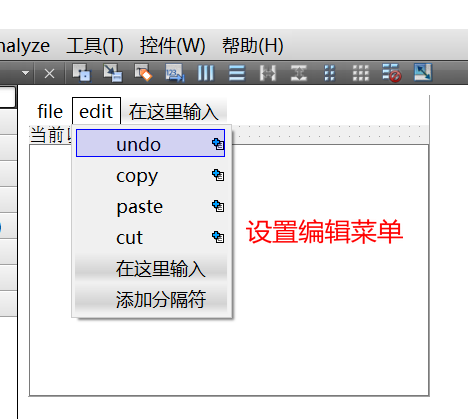 nalyze 工具(T) 控件(W) 帮助(H)
file edit 在这里输入
当前
undo
copy
paste
cut
在这里输入
添加分隔符
设置编辑菜单